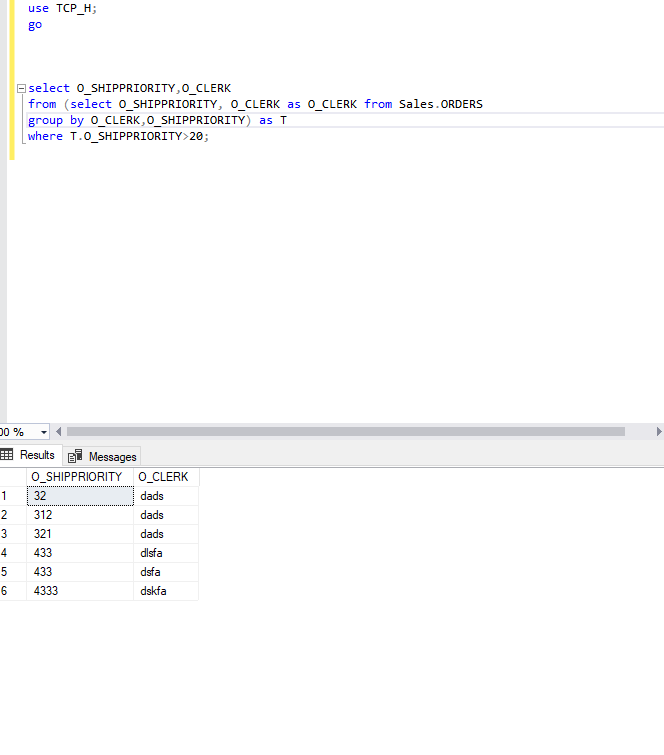 use TCP_H;
go
select O_SHIPPRIORITY,O_CLERK
from (select O_SHIPPRIORITY, O_CLERK as O_CLERK from Sales.ORDERS
group by O_CLERK,O_SHIPPRIORITY) as T
where T.O_SHIPPRIORITY>20;
00 %
Results Messages
O_SHIPPRIORITY O_CLERK
1 32 dads
2 312 dads
3 321 dads
4 433 dlsfa
5 433 dsfa
6 4333 dskfa